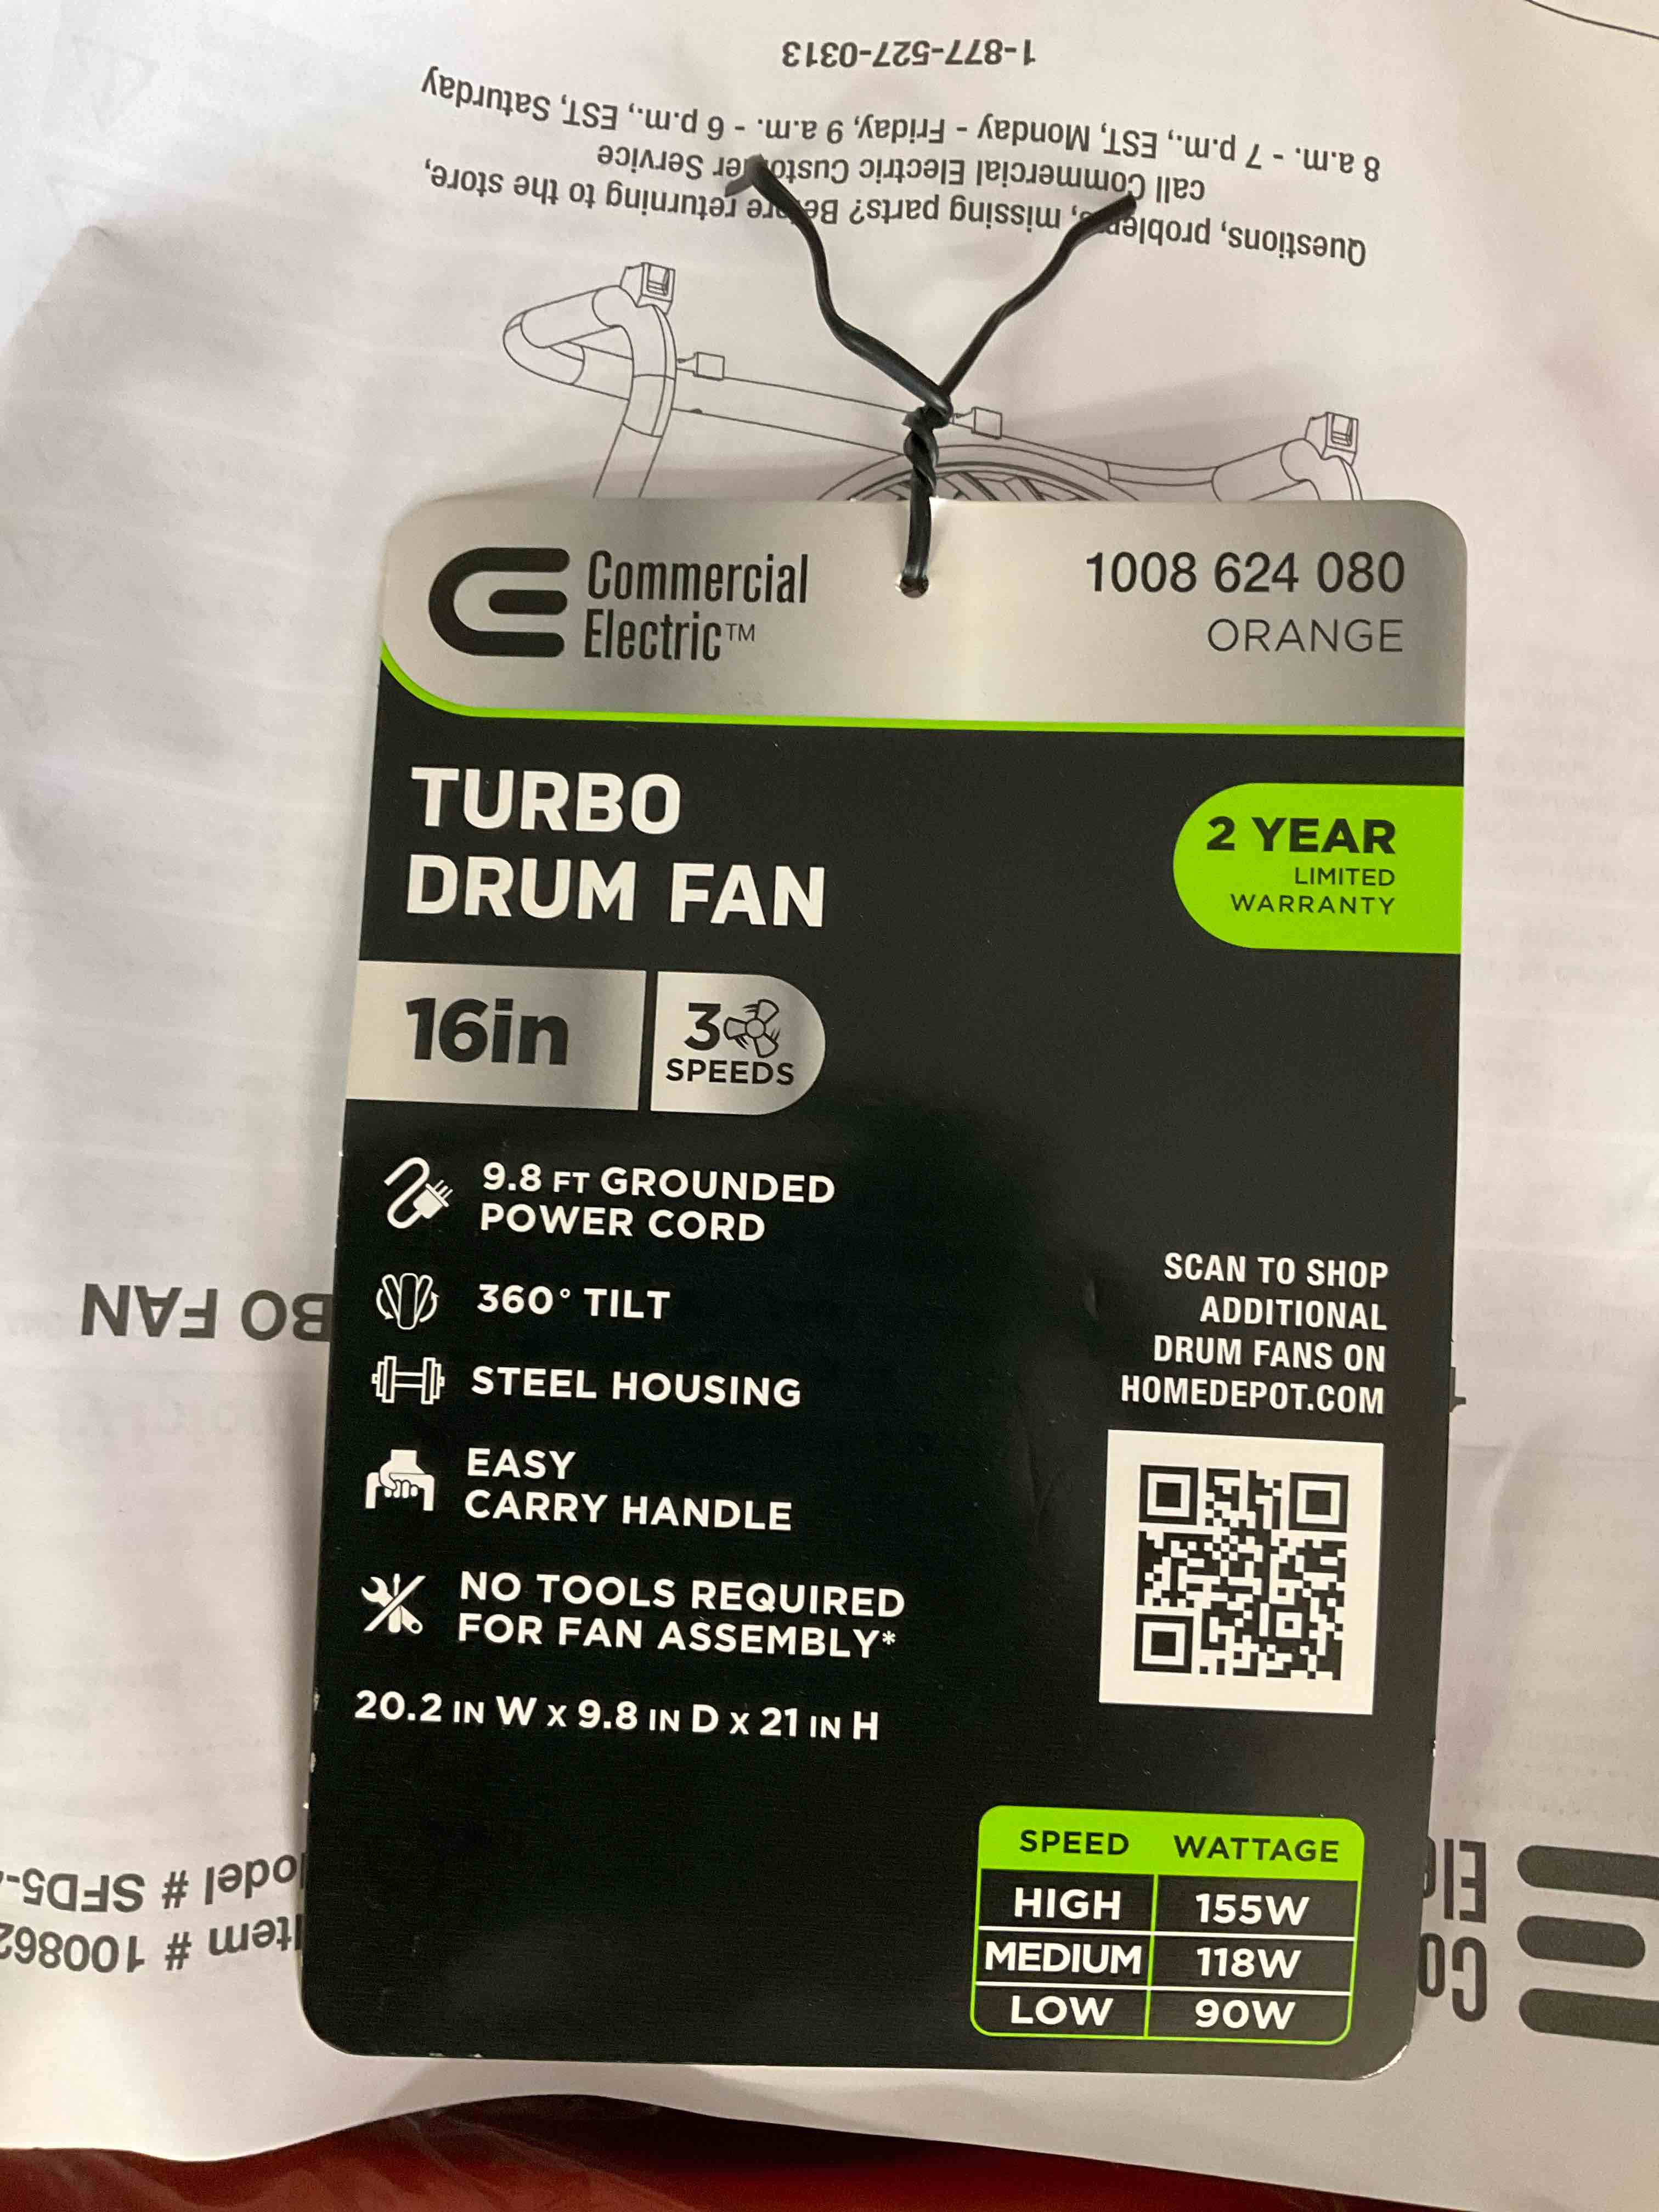 1-877-527-0313
8 a.m. - 7 p.m., EST, Monday - Friday, 9 a.m. - 6 p.m., EST, Saturday
call Commercial Electric Customer Service
Questions, problems, missing parts? Before returning to the store,
Commercial
Electric™
1008 624 080
ORANGE
TURBO
DRUM FAN
2 YEAR
LIMITED
WARRANTY
16in
3
SPEEDS
9.8 FT GROUNDED
POWER CORD
360° TILT
STEEL HOUSING
EASY
CARRY HANDLE
NO TOOLS REQUIRED
FOR FAN ASSEMBLY*
20.2 IN W X 9.8 IN D X 21 IN H
SCAN TO SHOP
ADDITIONAL
DRUM FANS ON
HOMEDEPOT.COM
SPEED WATTAGE
HIGH 155W
MEDIUM 118W
LOW 90W
BO FAN
odel # SFD5-
Item # 100862